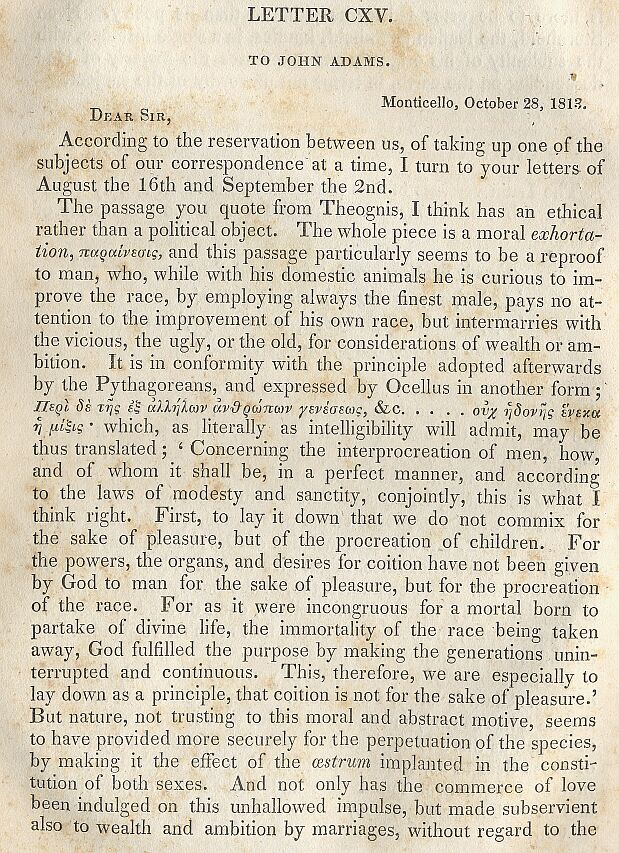 LETTER CXV.
TO JOHN ADAMS.
Monticello, October 28, 1813.
DEAR SIR,
According to the reservation between us, of taking up one of the
subjects of our correspondence at a time, I turn to your letters of
August the 16th and September the 2nd.
The passage you quote from Theognis, I think has an ethical
rather than a political object. The whole piece is a moral exhorta-
tion, παραίνεσις, and this passage particularly seems to be a reproof
to man, who, while with his domestic animals he is curious to im-
prove the race, by employing always the finest male, pays no at-
tention to the improvement of his own race, but intermarries with
the vicious, the ugly, or the old, for considerations of wealth or am-
bition. It is in conformity with the principle adopted afterwards
by the Pythagoreans, and expressed by Ocellus in another form;
Περὶ δὲ τῆς ἐξ ἀλλήλων ἀνθρώπων γενέσεως, &c. . . . . . οὐχ ἡδονῆς ἕνεκα
ἡ μίξις· which, as literally as intelligibility will admit, may be
thus translated; ‘Concerning the interprocreation of men, how,
and of whom it shall be, in a perfect manner, and according
to the laws of modesty and sanctity, conjointly, this is what I
think right. First, to lay it down that we do not commix for
the sake of pleasure, but of the procreation of children. For
the powers, the organs, and desires for coition have not been given
by God to man for the sake of pleasure, but for the procreation
of the race. For as it were incongruous for a mortal born to
partake of divine life, the immortality of the race being taken
away, God fulfilled the purpose by making the generations unin-
terrupted and continuous. This, therefore, we are especially to
lay down as a principle, that coition is not for the sake of pleasure.’
But nature, not trusting to this moral and abstract motive, seems
to have provided more securely for the perpetuation of the species,
by making it the effect of the œstrum implanted in the consti-
tution of both sexes. And not only has the commerce of love
been indulged on this unhallowed impulse, but made subservient
also to wealth and ambition by marriages, without regard to the